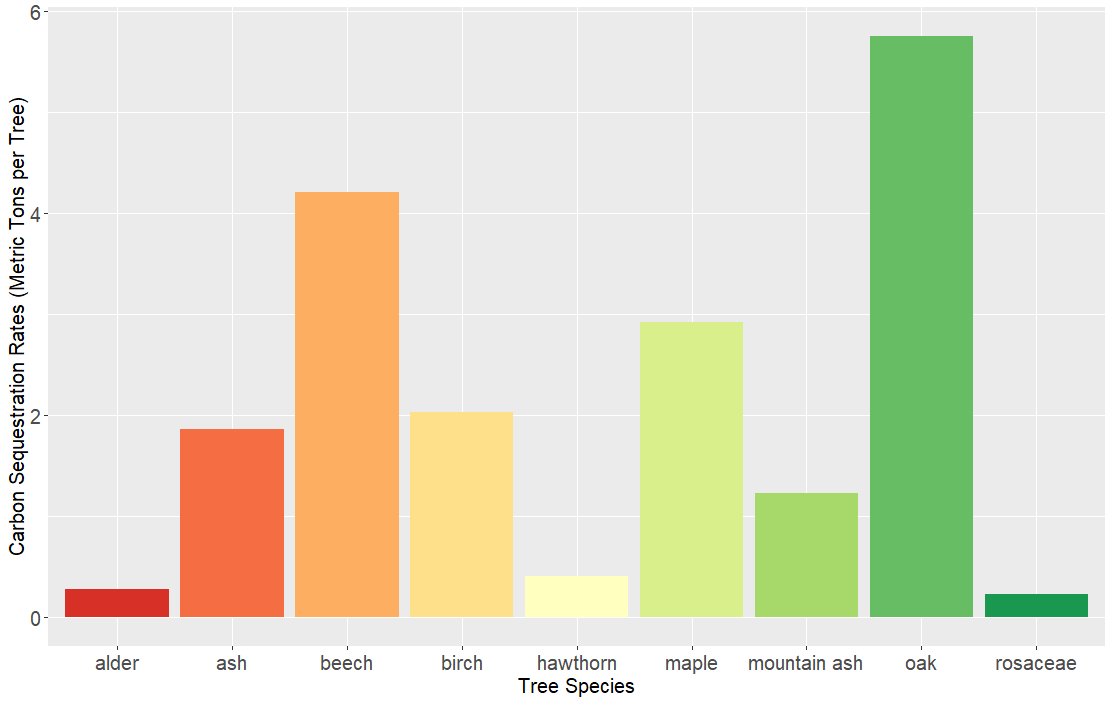 Carbon Sequestration Rates (Metric Tons per Tree)
6
4
2
0
alder ash beech birch hawthorn maple mountain ash oak rosaceae
Tree Species